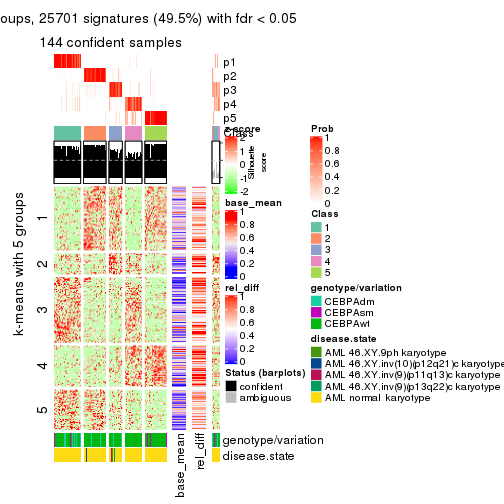 oups, 25701 signatures (49.5%) with fdr < 0.05
144 confident samples
p1
p2
p3
p4
p5
Class
z-score
2
1
0
-1
-2
Silhouette
score
base_mean
1
0.8
0.6
0.4
0.2
0
rel_diff
1
0.8
0.6
0.4
0.2
0
Status (barplots)
confident
ambiguous
Prob
1
0.8
0.6
0.4
0.2
0
Class
1
2
3
4
5
genotype/variation
CEBPAdm
CEBPAsm
CEBPAwt
disease.state
AML 46.XY.9ph karyotype
AML 46.XY.inv(10)(p12q21)c karyotype
AML 46.XY.inv(9)(p11q13)c karyotype
AML 46.XY.inv(9)(p13q22)c karyotype
AML normal karyotype
k-means with 5 groups
1
2
3
4
5
genotype/variation
disease.state
base_mean
rel_diff